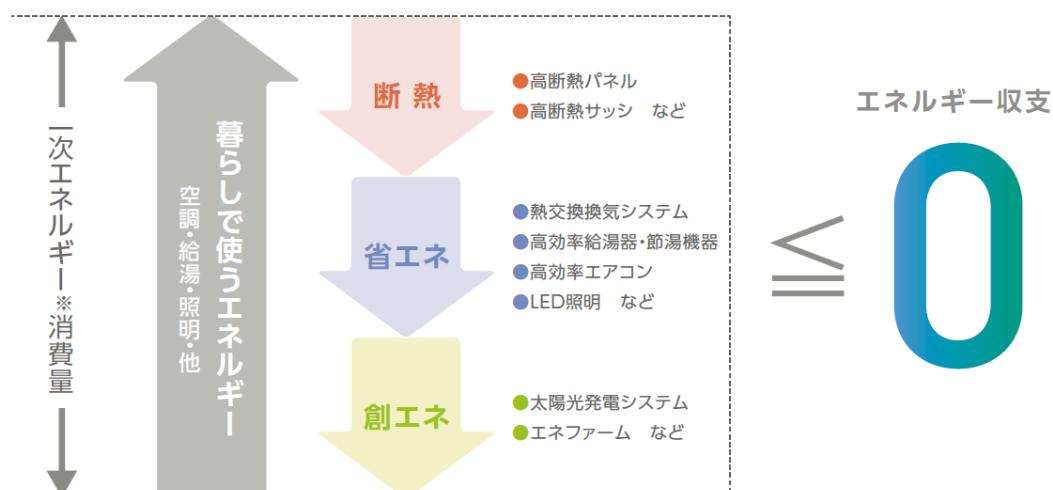 一次エネルギー※消費量
暮らしで使うエネルギー
空調・給湯・照明・他
断熱
●高断熱パネル
●高断熱サッシ など
省エネ
●熱交換換気システム
●高効率給湯器・節湯機器
●高効率エアコン
●LED照明 など
創エネ
●太陽光発電システム
●エネファーム など
≦
エネルギー収支
0